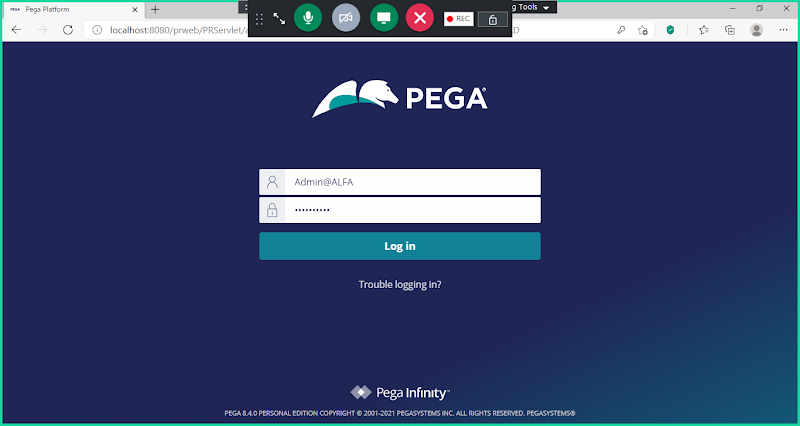 PEGA Pega Platform
g Tools
REC
localhost:8080/prweb/PRServlet/a
D
PEGA®
Admin@ALFA
••••••••••
Log in
Trouble logging in?
Pega Infinity™
PEGA 8.4.0 PERSONAL EDITION COPYRIGHT © 2001-2021 PEGASYSTEMS INC. ALL RIGHTS RESERVED. PEGASYSTEMS®